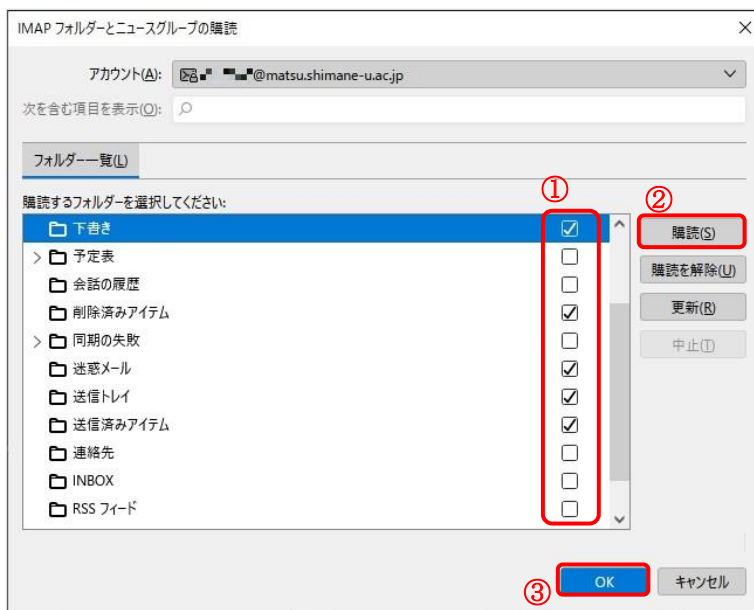 IMAP フォルダーとニュースグループの購読
アカウント(A): @matsu.shimane-u.ac.jp
次を含む項目を表示(O):
フォルダー一覧(L)
購読するフォルダーを選択してください:
①
②
下書き
購読(S)
予定表
購読を解除(U)
会話の履歴
削除済みアイテム
更新(R)
同期の失敗
中止(T)
迷惑メール
送信トレイ
送信済みアイテム
連絡先
INBOX
RSS フィード
③
OK
キャンセル